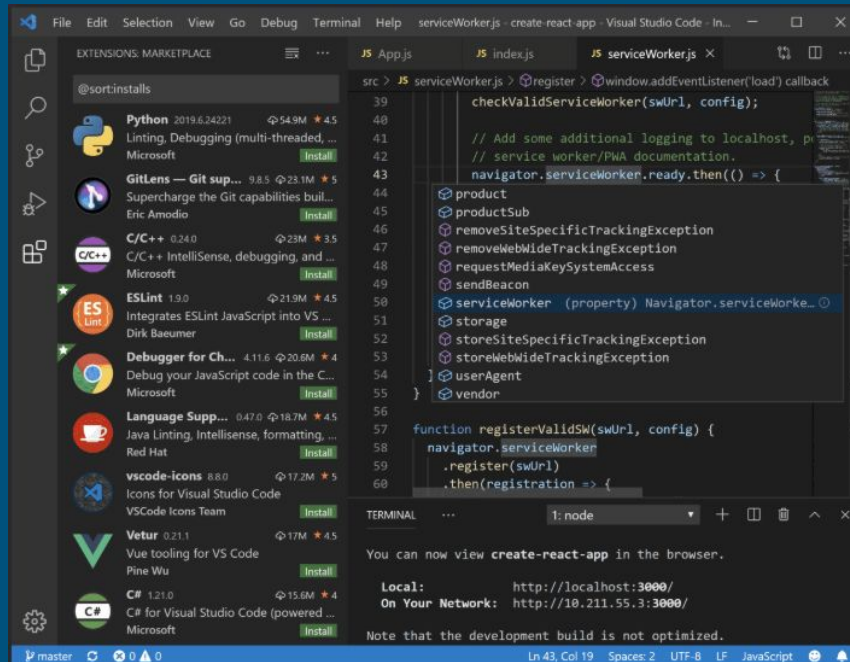 File Edit Selection View Go Debug Terminal Help serviceWorker.js - create-react-app - Visual Studio Code - In...
EXTENSIONS: MARKETPLACE
@sort:installs
Python 2019.6.24221 54.9M ★ 4.5
Linting, Debugging (multi-threaded, ...
Microsoft Install
GitLens — Git sup... 9.8.5 23.1M ★ 5
Supercharge the Git capabilities buil...
Eric Amodio Install
C/C++ 0.24.0 23M ★ 3.5
C/C++ IntelliSense, debugging, and ...
Microsoft Install
ESLint 1.9.0 21.9M ★ 4.5
Integrates ESLint JavaScript into VS ...
Dirk Baeumer Install
Debugger for Ch... 4.11.6 20.6M ★ 4
Debug your JavaScript code in the C...
Microsoft Install
Language Supp... 0.47.0 18.7M ★ 4.5
Java Linting, Intellisense, formatting, ...
Red Hat Install
vscode-icons 8.8.0 17.2M ★ 5
Icons for Visual Studio Code
VSCode Icons Team Install
Vetur 0.21.1 17M ★ 4.5
Vue tooling for VS Code
Pine Wu Install
C# 1.21.0 15.6M ★ 4
C# for Visual Studio Code (powered ...
Microsoft Install
C/C++
ES
Lint
C#
JS App.js JS index.js JS serviceWorker.js
src > JS serviceWorker.js > register > window.addEventListener('load') callback
39 checkValidServiceWorker(swUrl, config);
40
41 // Add some additional logging to localhost, po
42 // service worker/PWA documentation.
43 navigator.serviceWorker.ready.then(() => {
44 product
45 productSub
46 removeSiteSpecificTrackingException
47 removeWebWideTrackingException
48 requestMediaKeySystemAccess
49 sendBeacon
50 serviceWorker (property) Navigator.serviceWorke...
51 storage
52 storeSiteSpecificTrackingException
53 storeWebWideTrackingException
54 } userAgent
55 } vendor
56
57 function registerValidSW(swUrl, config) {
58 navigator.serviceWorker
59 .register(swUrl)
60 .then(registration => {
TERMINAL ... 1: node
You can now view create-react-app in the browser.
Local: http://localhost:3000/
On Your Network: http://10.211.55.3:3000/
Note that the development build is not optimized.
master 0 0 Ln 43, Col 19 Spaces: 2 UTF-8 LF JavaScript